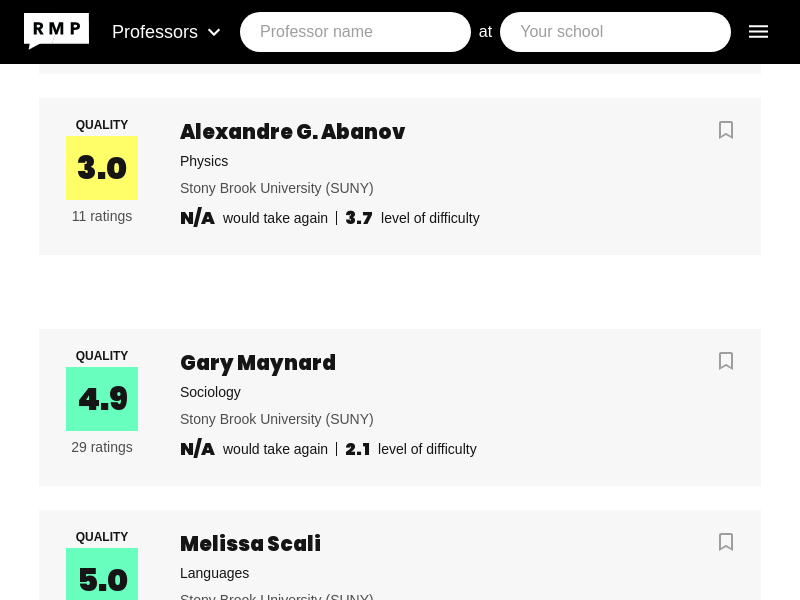 RMP Professors Professor name at Your school
QUALITY
Alexandre G. Abanov
3.0
Physics
Stony Brook University (SUNY)
11 ratings
N/A would take again | 3.7 level of difficulty
QUALITY
Gary Maynard
4.9
Sociology
Stony Brook University (SUNY)
29 ratings
N/A would take again | 2.1 level of difficulty
QUALITY
Melissa Scali
5.0
Languages
Stony Brook University (SUNY)